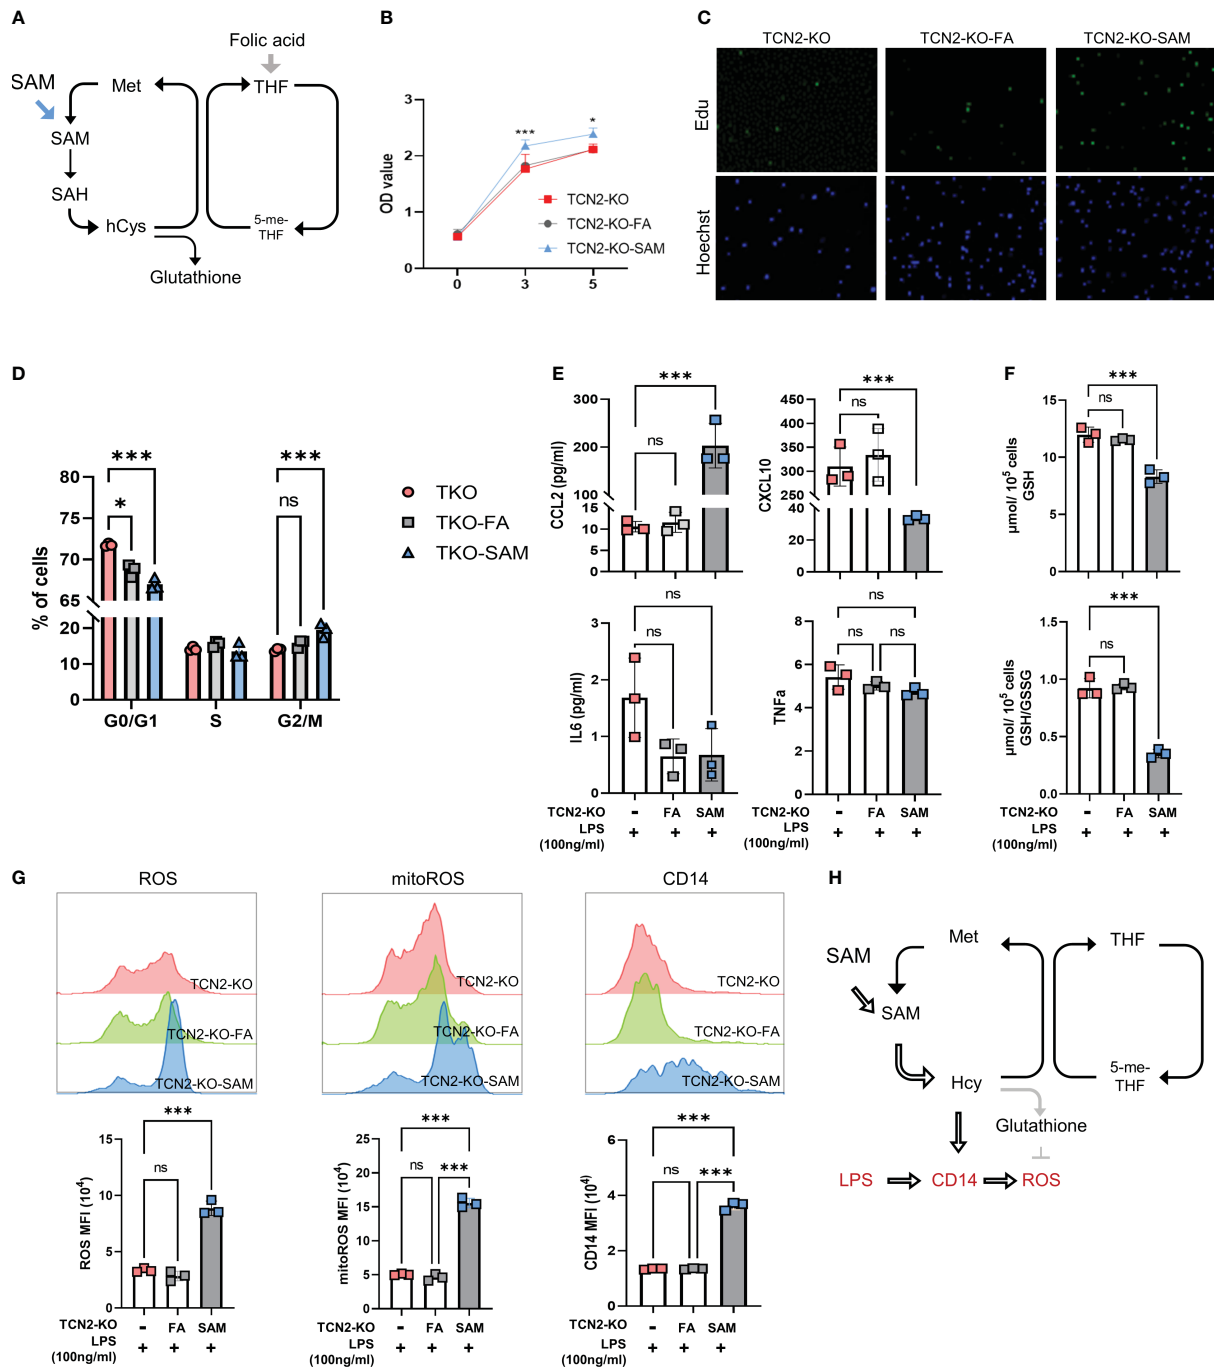 A
Folic acid
SAM
Met
THF
SAM
SAH
hCys
5-me-
THF
Glutathione
B
3
2
1
0
OD value
***
*
TCN2-KO
TCN2-KO-FA
TCN2-KO-SAM
0 3 5
C
TCN2-KO TCN2-KO-FA TCN2-KO-SAM
Edu
Hoechst
D
80
70
65
20
10
0
% of cells
***
*
***
ns
TKO
TKO-FA
TKO-SAM
G0/G1 S G2/M
E
300
200
100
10
5
0
CCL2 (pg/ml)
***
ns
450
400
350
300
250
40
20
0
CXCL10
***
ns
3
2
1
0
IL6 (pg/ml)
ns
ns
8
6
4
2
0
TNFa
ns
ns
ns
TCN2-KO - FA SAM - FA SAM
LPS + + + + + +
(100ng/ml)
F
15
10
5
0
µmol/ 10⁵ cells
GSH
***
ns
1.5
1.0
0.5
0.0
µmol/ 10⁵ cells
GSH/GSSG
***
ns
TCN2-KO - FA SAM
LPS + + +
(100ng/ml)
G
ROS
TCN2-KO
TCN2-KO-FA
TCN2-KO-SAM
mitoROS
TCN2-KO
TCN2-KO-FA
TCN2-KO-SAM
CD14
TCN2-KO
TCN2-KO-FA
TCN2-KO-SAM
15
10
5
0
ROS MFI (10⁴)
***
ns
TCN2-KO - FA SAM
LPS + + +
(100ng/ml)
25
20
15
10
5
0
mitoROS MFI (10⁴)
***
ns ***
TCN2-KO - FA SAM
LPS + + +
(100ng/ml)
6
4
2
0
CD14 MFI (10⁴)
***
ns ***
TCN2-KO - FA SAM
LPS + + +
(100ng/ml)
H
SAM
Met
THF
SAM
Hcy
5-me-
THF
Glutathione
LPS CD14 ROS